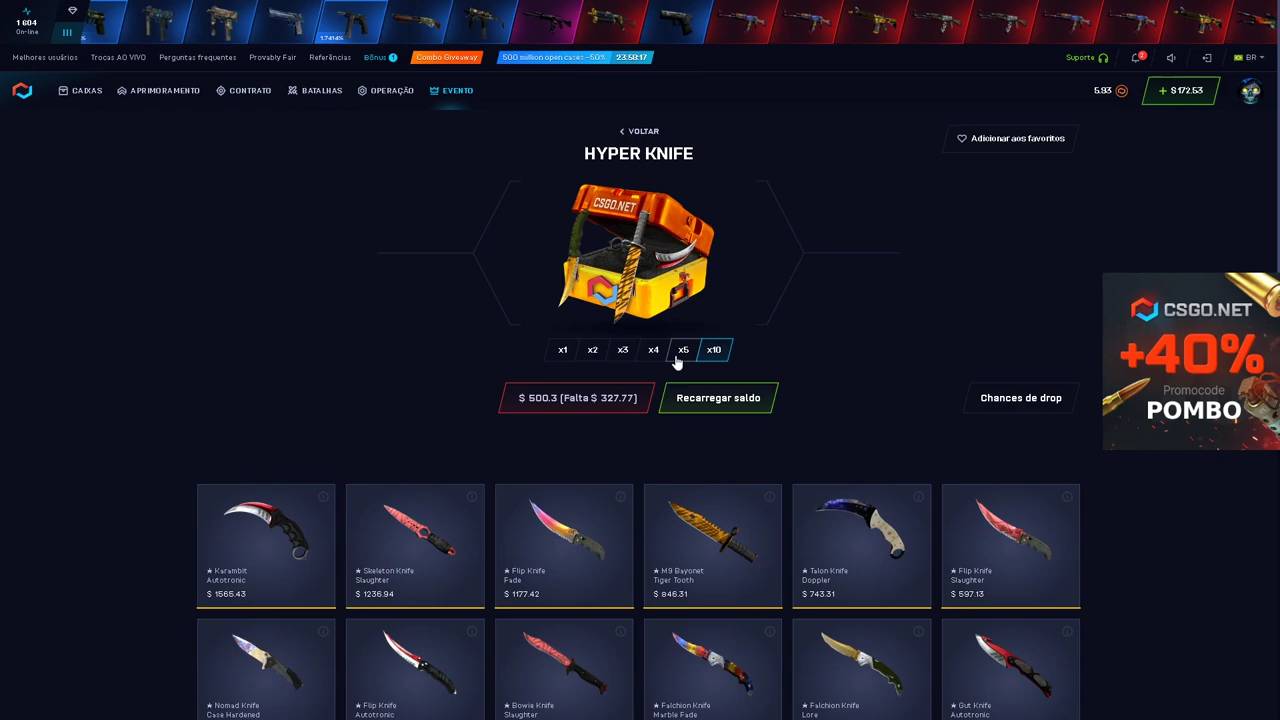 1 604
On-line
1.7414%
Melhores usuários
Trocas AO VIVO
Perguntas frequentes
Provably Fair
Referências
Bônus 1
Combo Giveaway
500 million open cases -50% 23:58:17
Suporte
2
BR
CAIXAS
APRIMORAMENTO
CONTRATO
BATALHAS
OPERAÇÃO
EVENTO
5.93
+ $ 172.53
VOLTAR
HYPER KNIFE
Adicionar aos favoritos
CSGO.NET
x1 x2 x3 x4 x5 x10
$ 500.3 (Falta $ 327.77)
Recarregar saldo
Chances de drop
CSGO.NET
+40%
Promocode
POMBO
★ Karambit
Autotronic
$ 1565.43
★ Skeleton Knife
Slaughter
$ 1236.94
★ Flip Knife
Fade
$ 1177.42
★ M9 Bayonet
Tiger Tooth
$ 846.31
★ Talon Knife
Doppler
$ 743.31
★ Flip Knife
Slaughter
$ 597.13
★ Nomad Knife
Case Hardened
★ Flip Knife
Autotronic
★ Bowie Knife
Slaughter
★ Falchion Knife
Marble Fade
★ Falchion Knife
Lore
★ Gut Knife
Autotronic